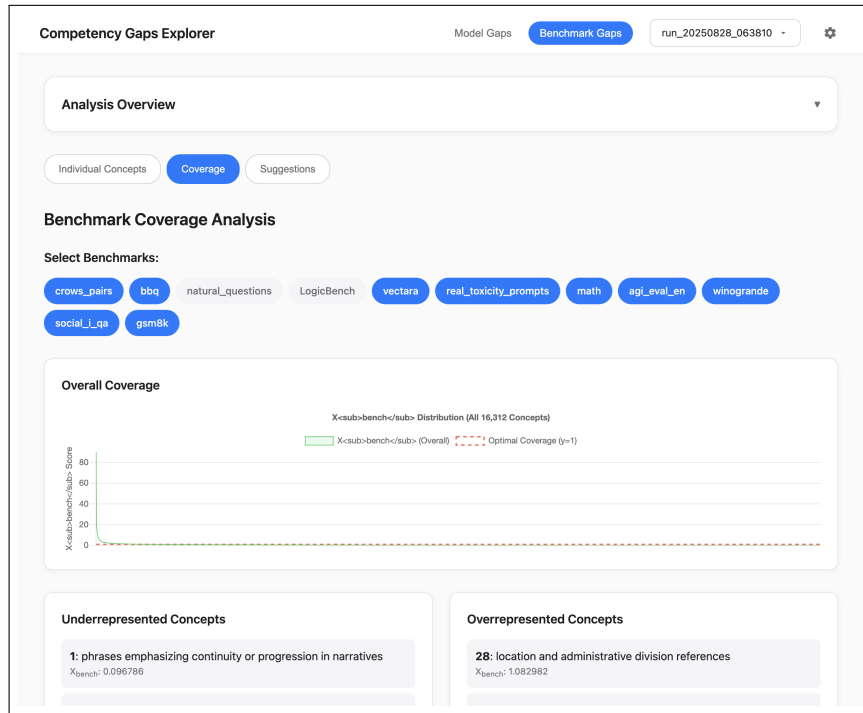 Competency Gaps Explorer Model Gaps Benchmark Gaps run_20250828_063810
Analysis Overview
Individual Concepts Coverage Suggestions
Benchmark Coverage Analysis
Select Benchmarks:
crows_pairs bbq natural_questions LogicBench vectara real_toxicity_prompts math agi_eval_en winogrande
social_i_qa gsm8k
Overall Coverage
X<sub>bench</sub> Distribution (All 16,312 Concepts)
X<sub>bench</sub> (Overall) Optimal Coverage (y=1)
X<sub>bench</sub> Score
80
60
40
20
0
Underrepresented Concepts
1: phrases emphasizing continuity or progression in narratives
Xbench: 0.096786
Overrepresented Concepts
28: location and administrative division references
Xbench: 1.082982